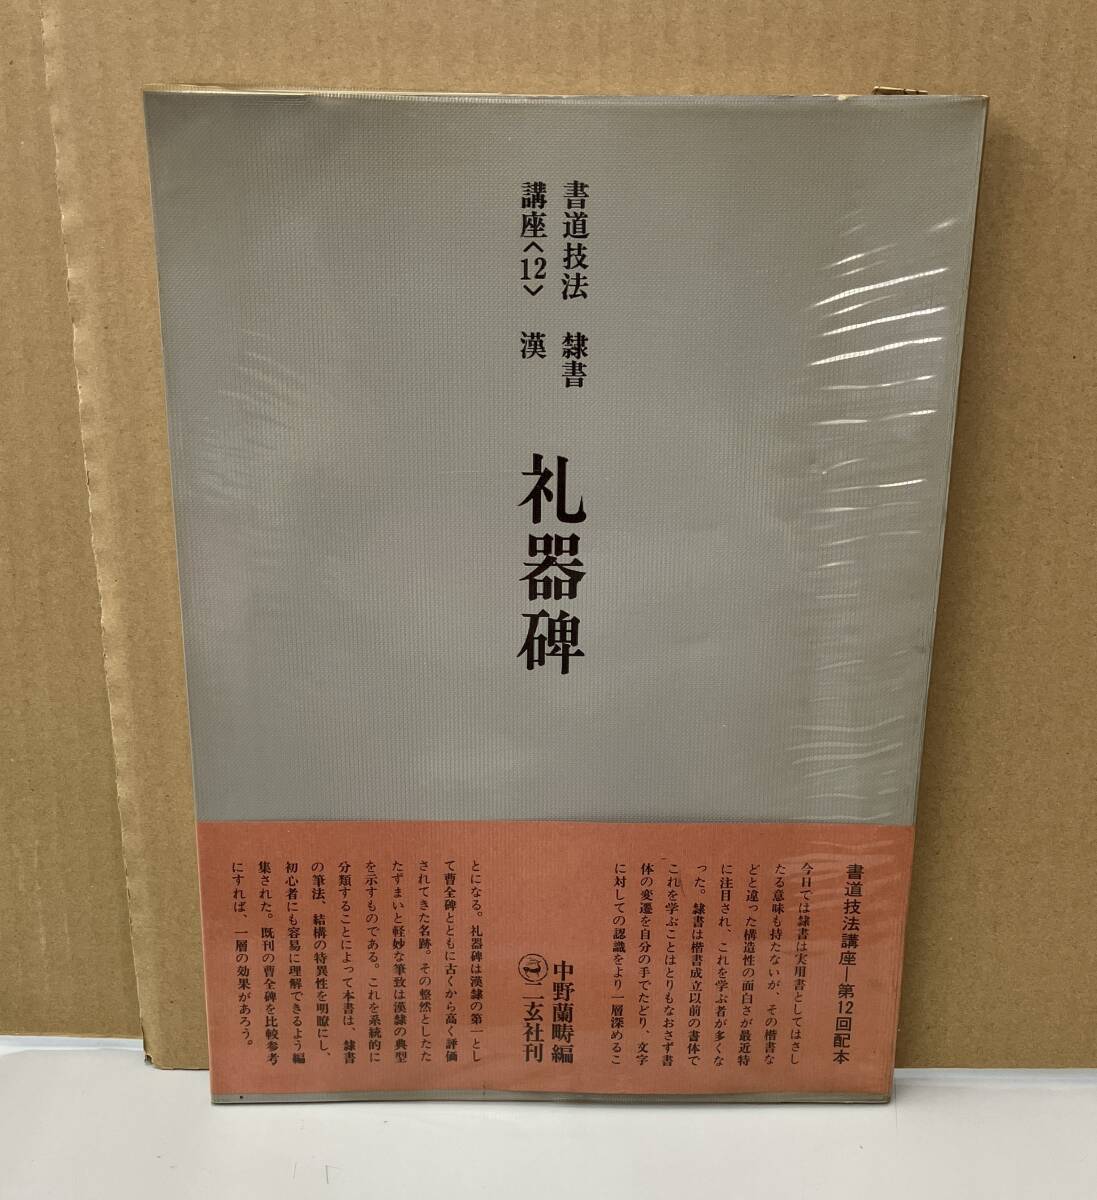 書道技法 隷書
講座〈12〉 漢
礼器碑
書道技法講座―第12回配本
今日では隷書は実用書としてはさし
たる意味も持たないが、その楷書な
どと違った構造性の面白さが最近特
に注目され、これを学ぶ者が多くな
った。隷書は楷書成立以前の書体で
これを学ぶことはとりもなおさず書
体の変遷を自分の手でたどり、文字
に対しての認識をより一層深めるこ
中野蘭疇編
二玄社刊
とになる。礼器碑は漢隷の第一とし
て曹全碑とともに古くから高く評価
されてきた名跡。その整然としたた
たずまいと軽妙な筆致は漢隷の典型
を示すものである。これを系統的に
分類することによって本書は、隷書
の筆法、結構の特異性を明瞭にし、
初心者にも容易に理解できるよう編
集された。既刊の曹全碑を比較参考
にすれば、一層の効果があろう。